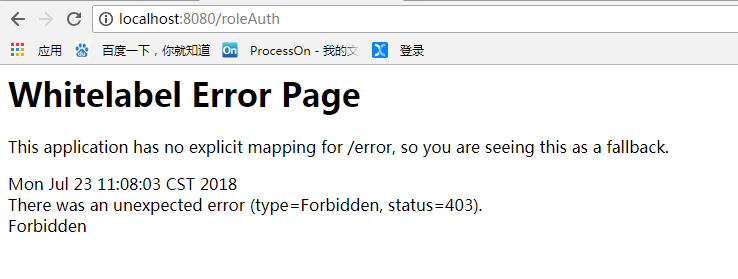 localhost:8080/roleAuth
应用 百度一下，你就知道 On ProcessOn - 我的文 登录
Whitelabel Error Page
This application has no explicit mapping for /error, so you are seeing this as a fallback.
Mon Jul 23 11:08:03 CST 2018
There was an unexpected error (type=Forbidden, status=403).
Forbidden